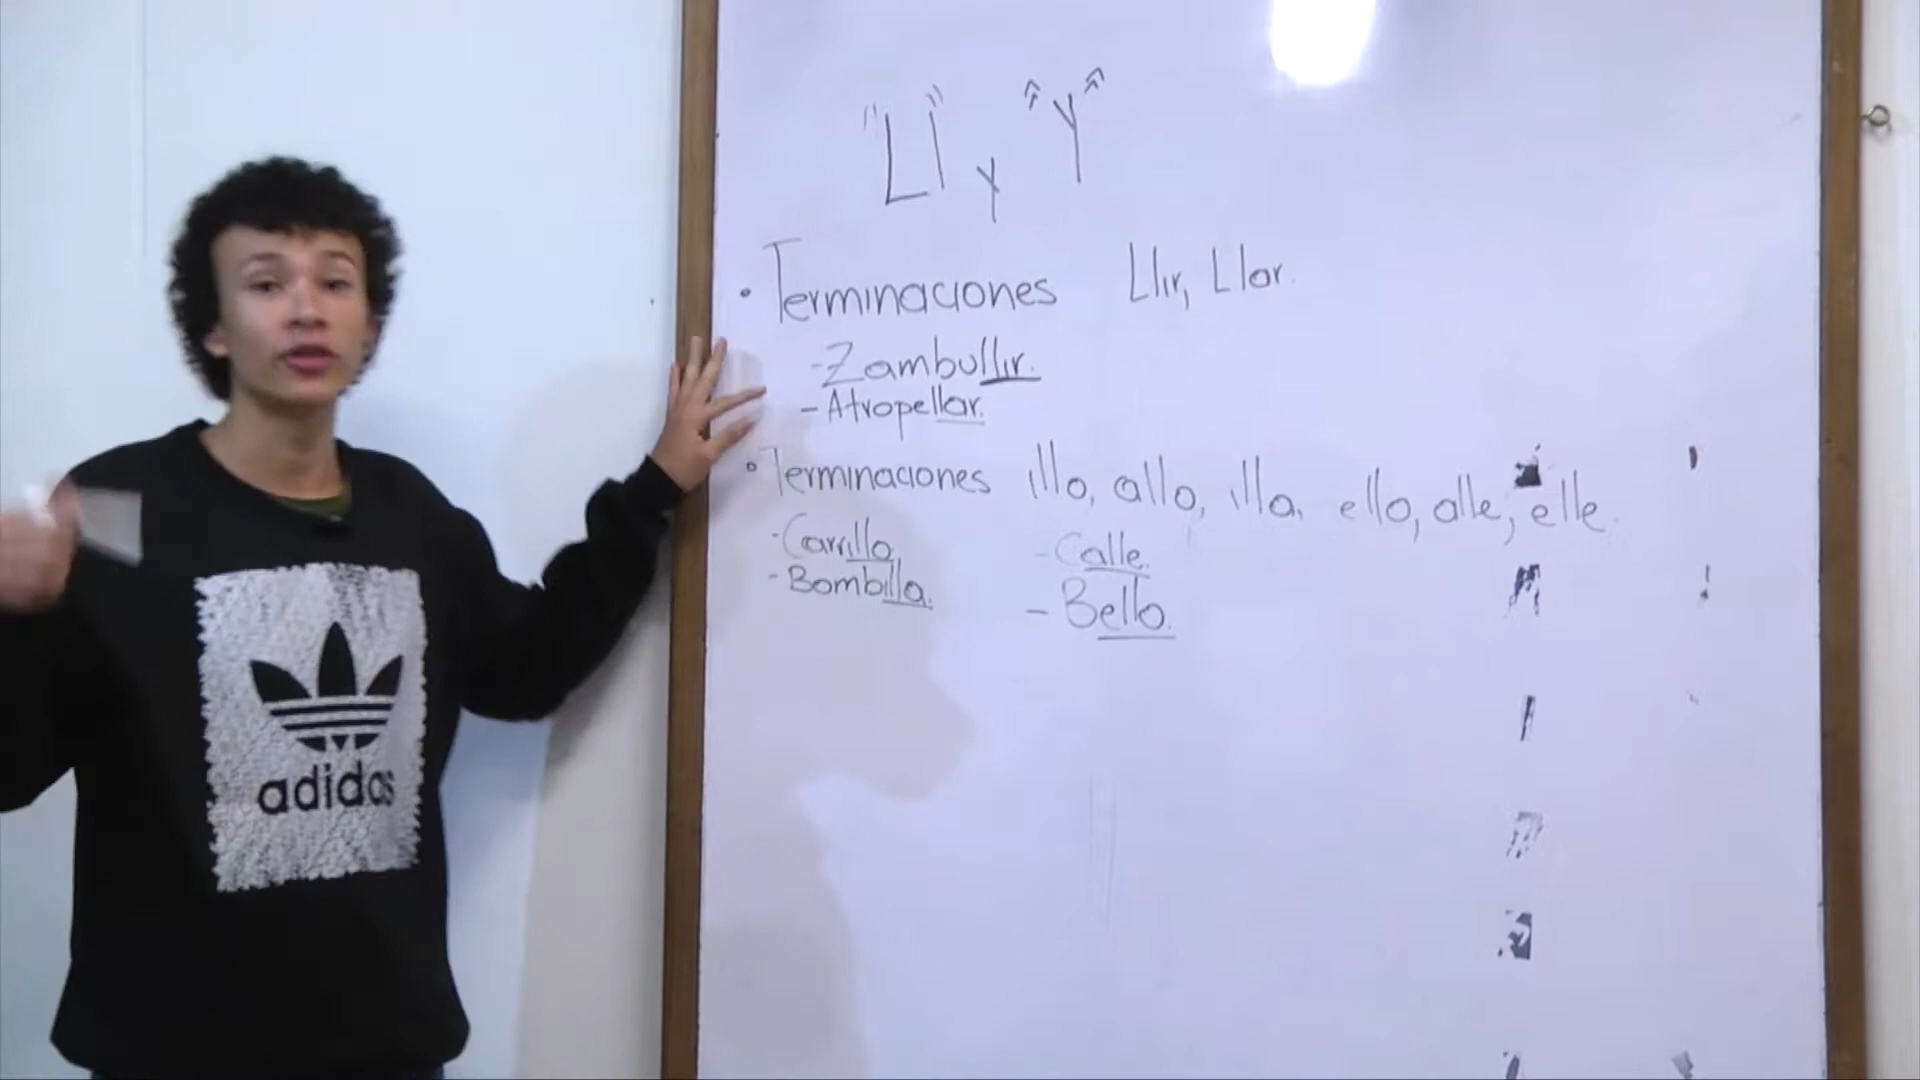 "Ll" y "Y"
• Terminaciones Llir, Llar.
- Zambullir.
- Atropellar.
• Terminaciones illo, allo, illa, ello, alle, elle.
- Carrillo.
- Bombilla.
- Calle.
- Bello.
adidas